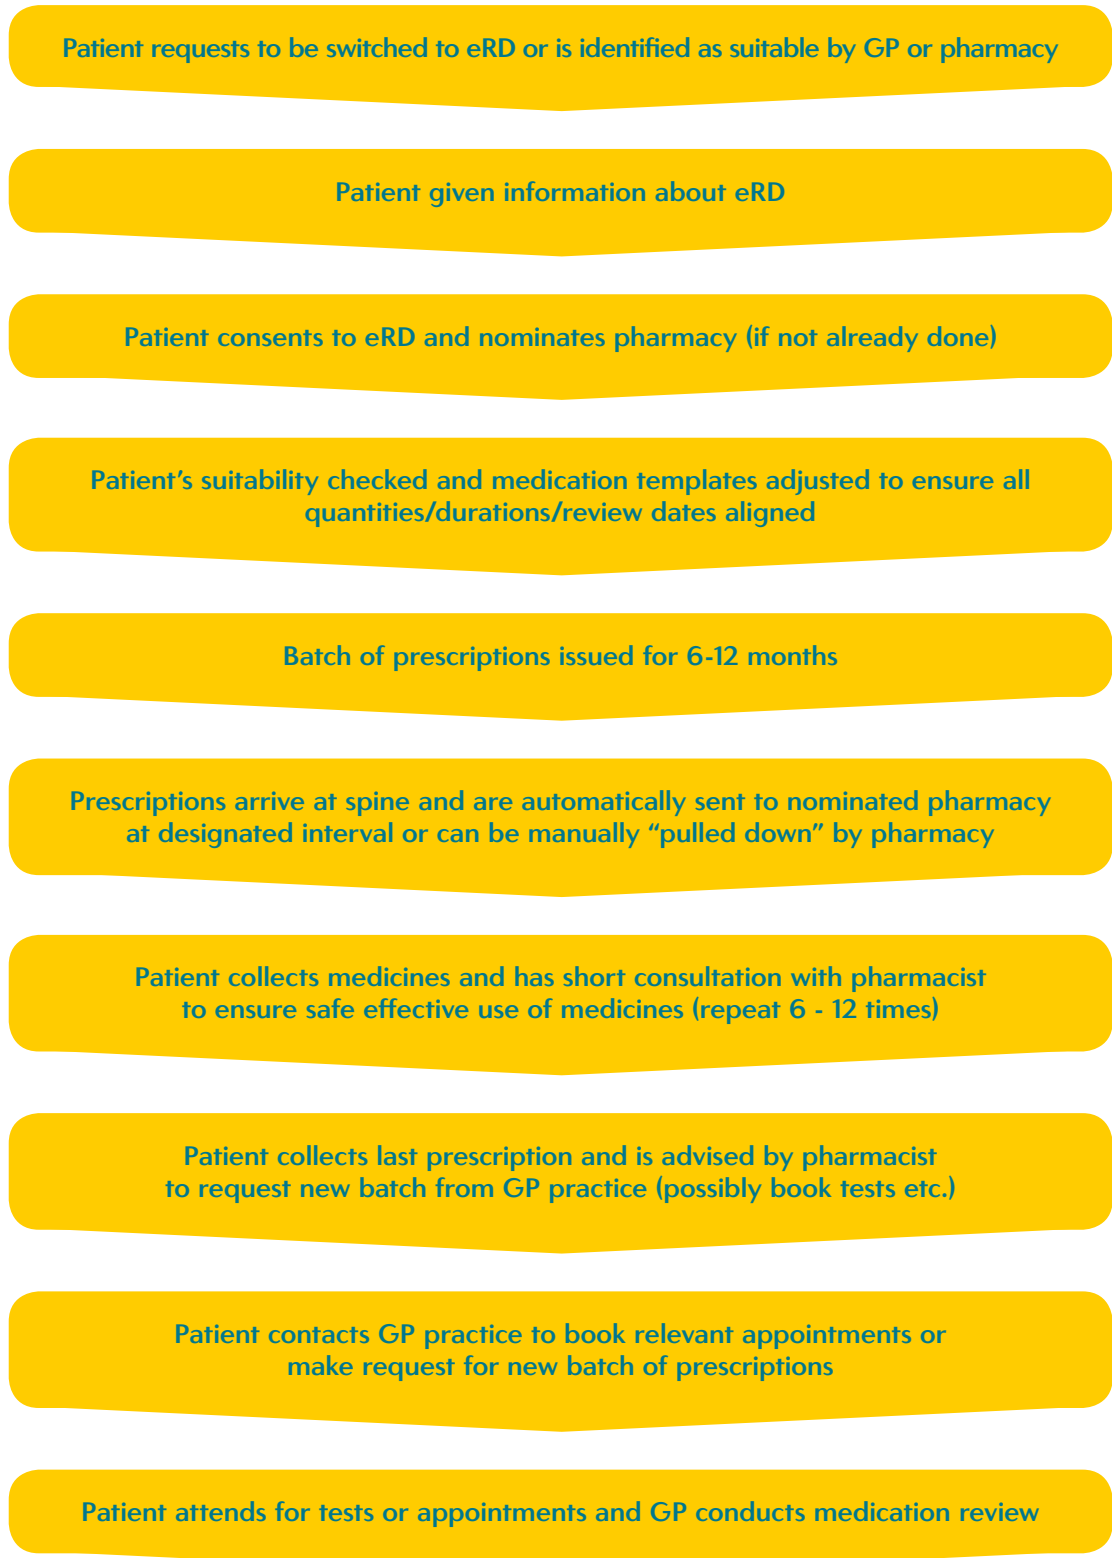 Patient requests to be switched to eRD or is identified as suitable by GP or pharmacy
Patient given information about eRD
Patient consents to eRD and nominates pharmacy (if not already done)
Patient’s suitability checked and medication templates adjusted to ensure all
quantities/durations/review dates aligned
Batch of prescriptions issued for 6-12 months
Prescriptions arrive at spine and are automatically sent to nominated pharmacy
at designated interval or can be manually “pulled down” by pharmacy
Patient collects medicines and has short consultation with pharmacist
to ensure safe effective use of medicines (repeat 6 - 12 times)
Patient collects last prescription and is advised by pharmacist
to request new batch from GP practice (possibly book tests etc.)
Patient contacts GP practice to book relevant appointments or
make request for new batch of prescriptions
Patient attends for tests or appointments and GP conducts medication review